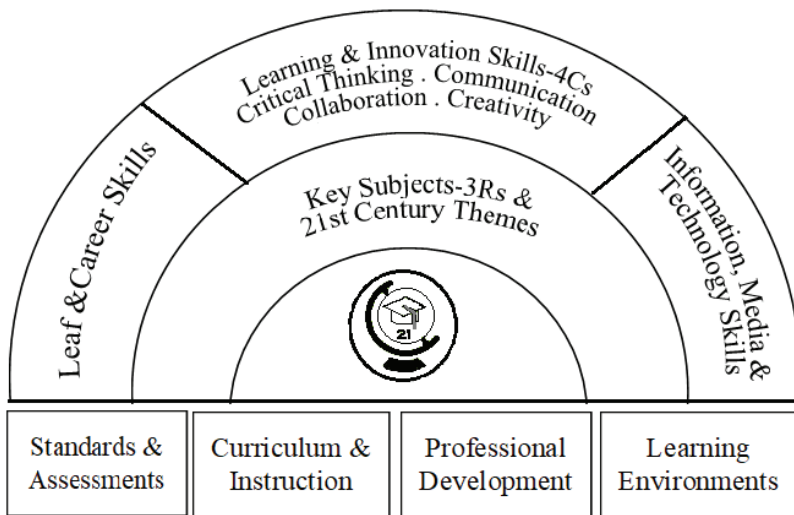 Learning & Innovation Skills-4Cs
Critical Thinking . Communication
Collaboration . Creativity
Leaf &Career Skills
Key Subjects-3Rs &
21st Century Themes
Information, Media &
Technology Skills
21
Standards &
Assessments
Curriculum &
Instruction
Professional
Development
Learning
Environments